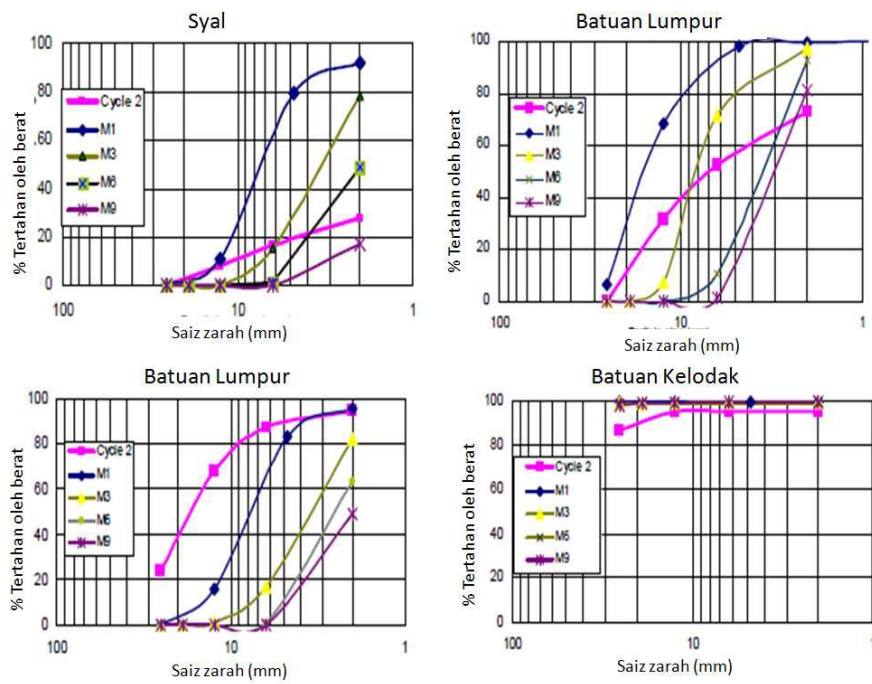 Syal
% Tertahan oleh berat
100
80
60
40
20
0
Cycle 2
M1
M3
M6
M9
100
10
1
Saiz zarah (mm)
Batuan Lumpur
% Tertahan oleh berat
100
80
60
40
20
0
Cycle 2
M1
M3
M6
M9
100
10
1
Saiz zarah (mm)
Batuan Lumpur
% Tertahan oleh berat
100
80
60
40
20
0
Cycle 2
M1
M3
M6
M9
100
10
1
Saiz zarah (mm)
Batuan Kelodak
% Tertahan oleh berat
100
80
60
40
20
0
Cycle 2
M1
M3
M6
M9
100
10
1
Saiz zarah (mm)